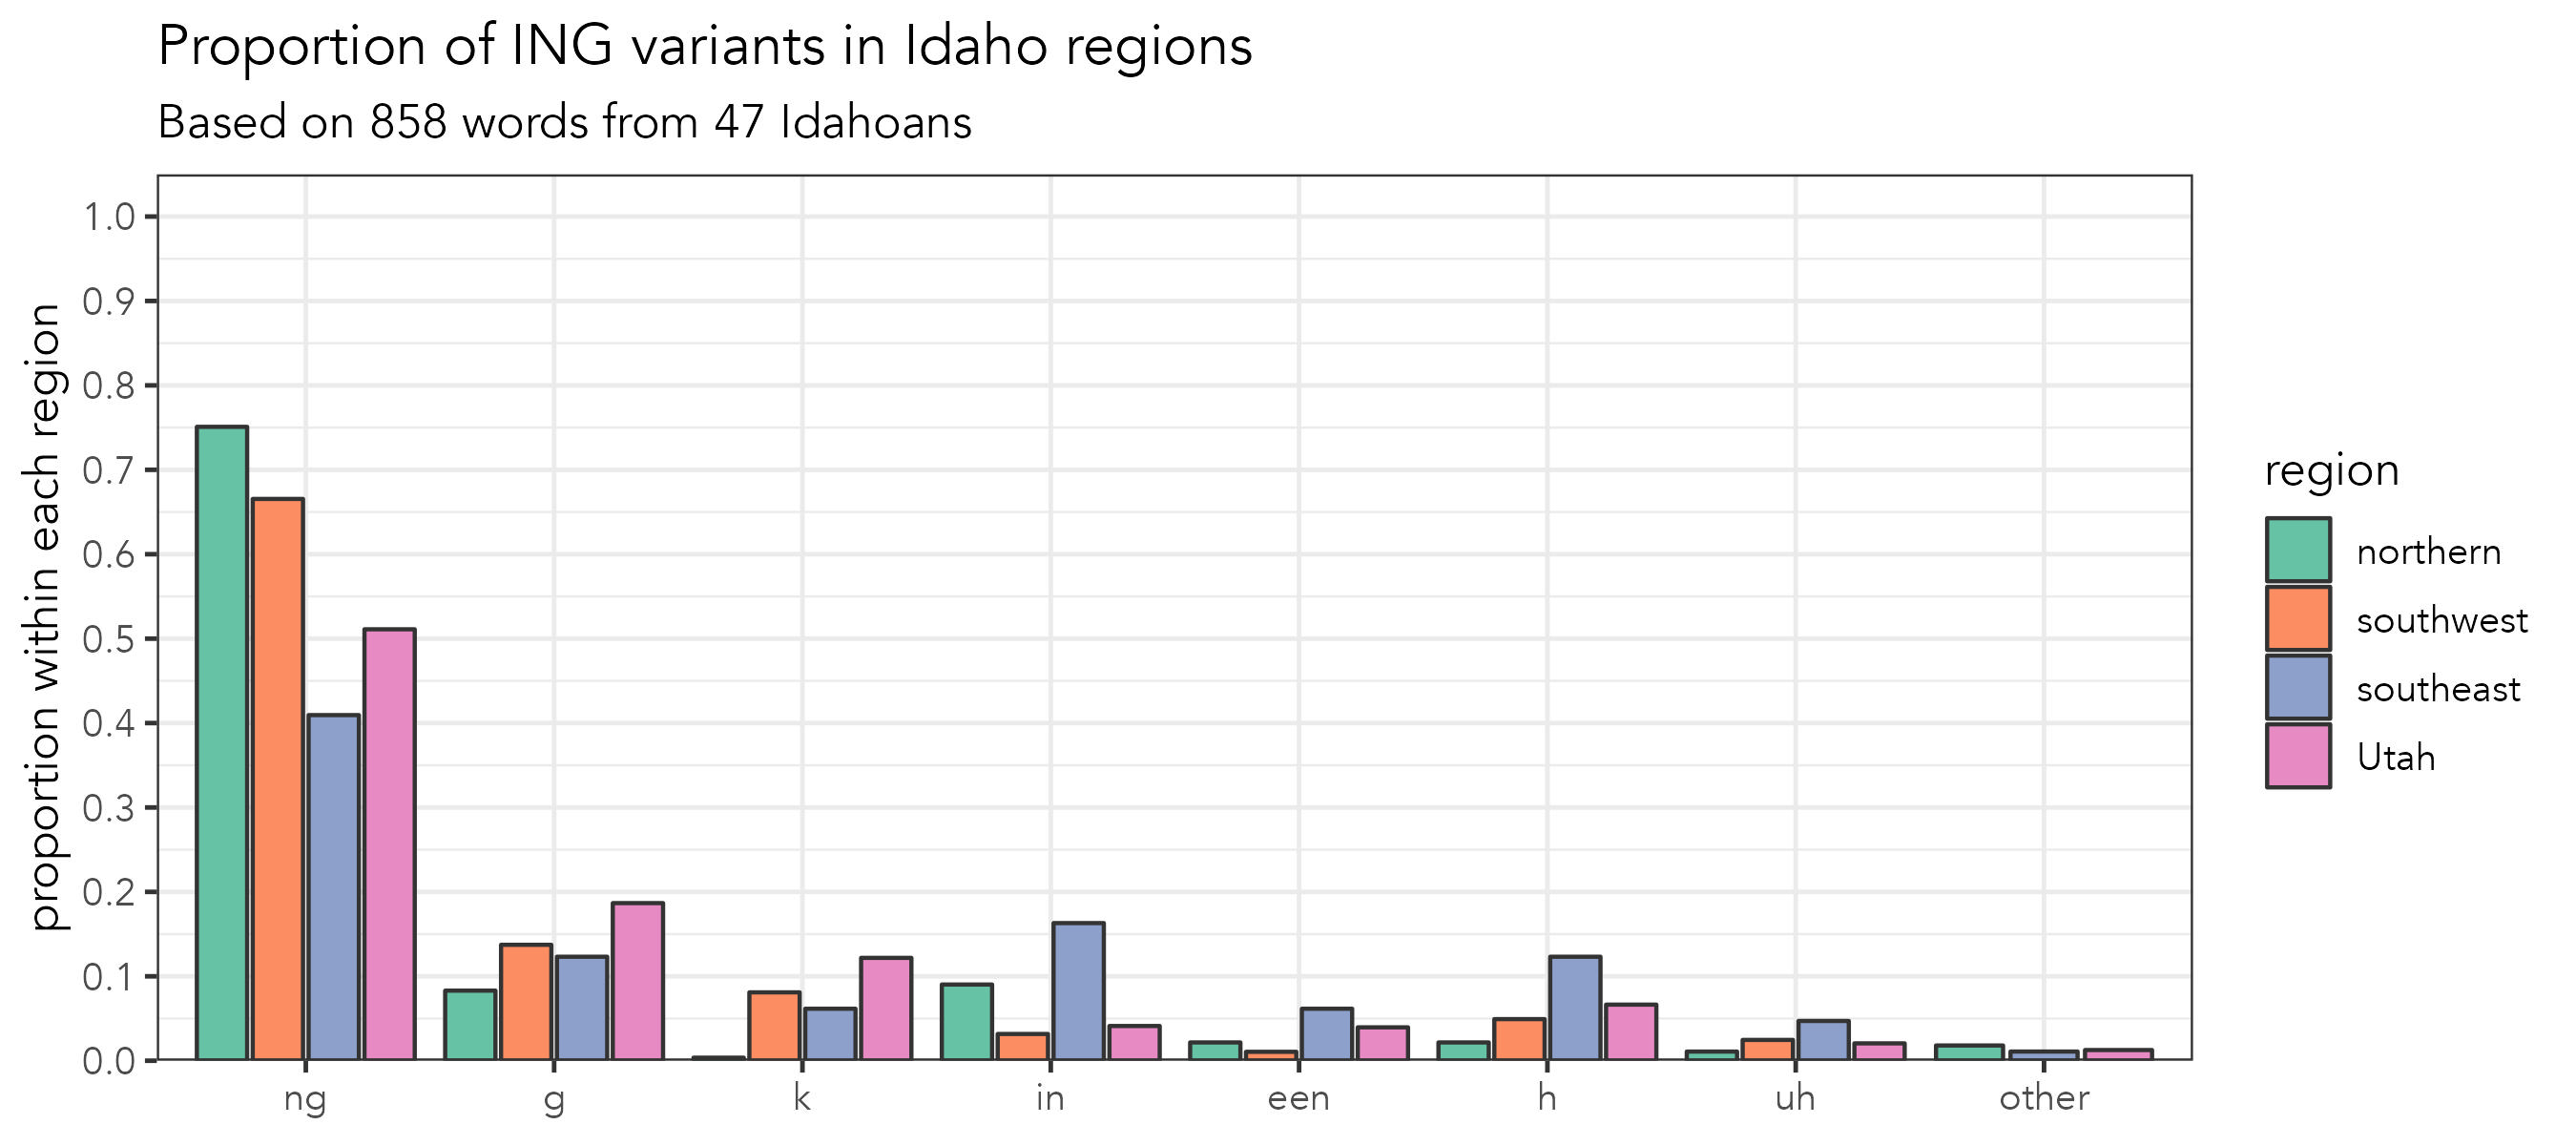 Proportion of ING variants in Idaho regions
Based on 858 words from 47 Idahoans
proportion within each region
1.0
0.9
0.8
0.7
0.6
0.5
0.4
0.3
0.2
0.1
0.0
ng g k in een h uh other
region
northern
southwest
southeast
Utah